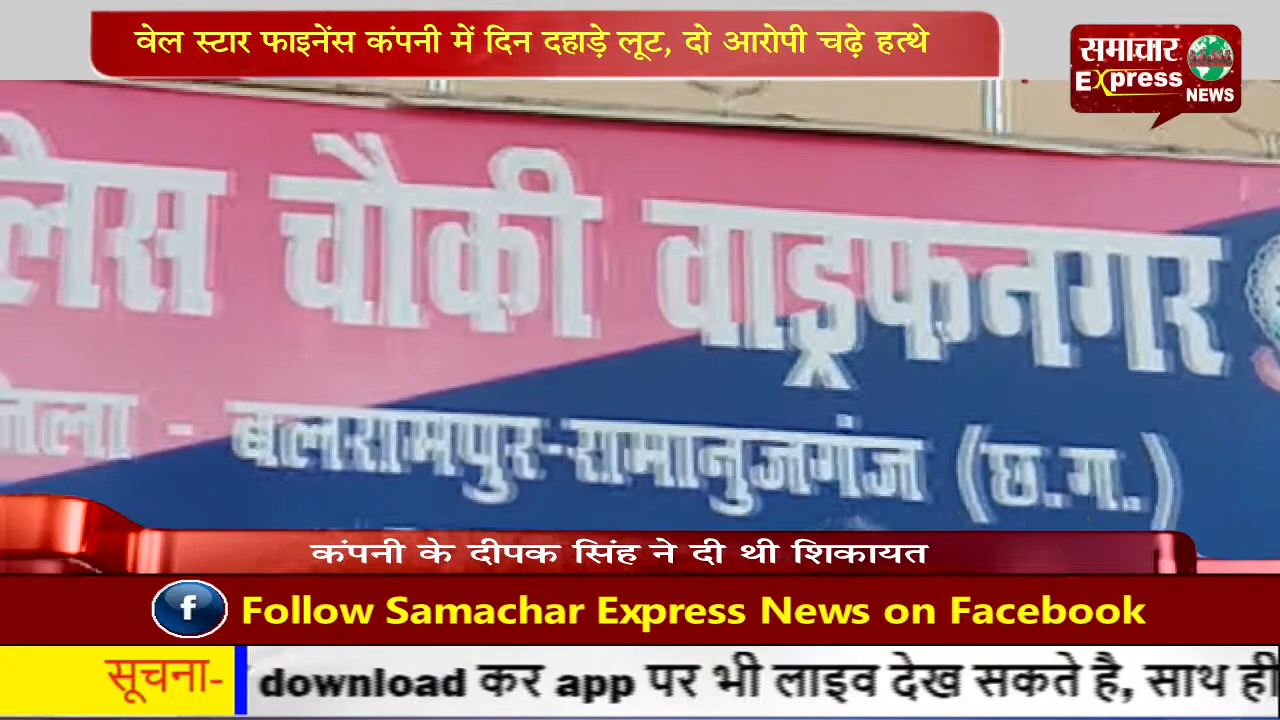 वेल स्टार फाइनेंस कंपनी में दिन दहाड़े लूट, दो आरोपी चढ़े हत्थे
समाचार
Express
NEWS
लिस चौकी वाड्रफनगर
जिला - बलरामपुर-रामानुजगंज (छ.ग.)
कंपनी के दीपक सिंह ने दी थी शिकायत
f Follow Samachar Express News on Facebook
सूचना- download कर app पर भी लाइव देख सकते है, साथ ही